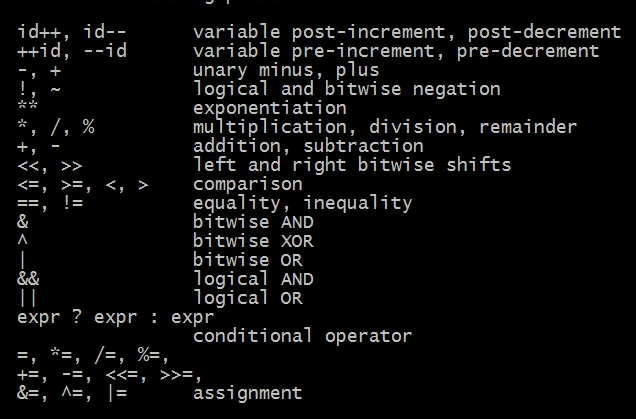 id++, id-- variable post-increment, post-decrement
++id, --id variable pre-increment, pre-decrement
-, + unary minus, plus
!, ~ logical and bitwise negation
** exponentiation
*, /, % multiplication, division, remainder
+, - addition, subtraction
<<, >> left and right bitwise shifts
<=, >=, <, > comparison
==, != equality, inequality
& bitwise AND
^ bitwise XOR
| bitwise OR
&& logical AND
|| logical OR
expr ? expr : expr
conditional operator
=, *=, /=, %=,
+=, -=, <<=, >>=,
&=, ^=, |= assignment